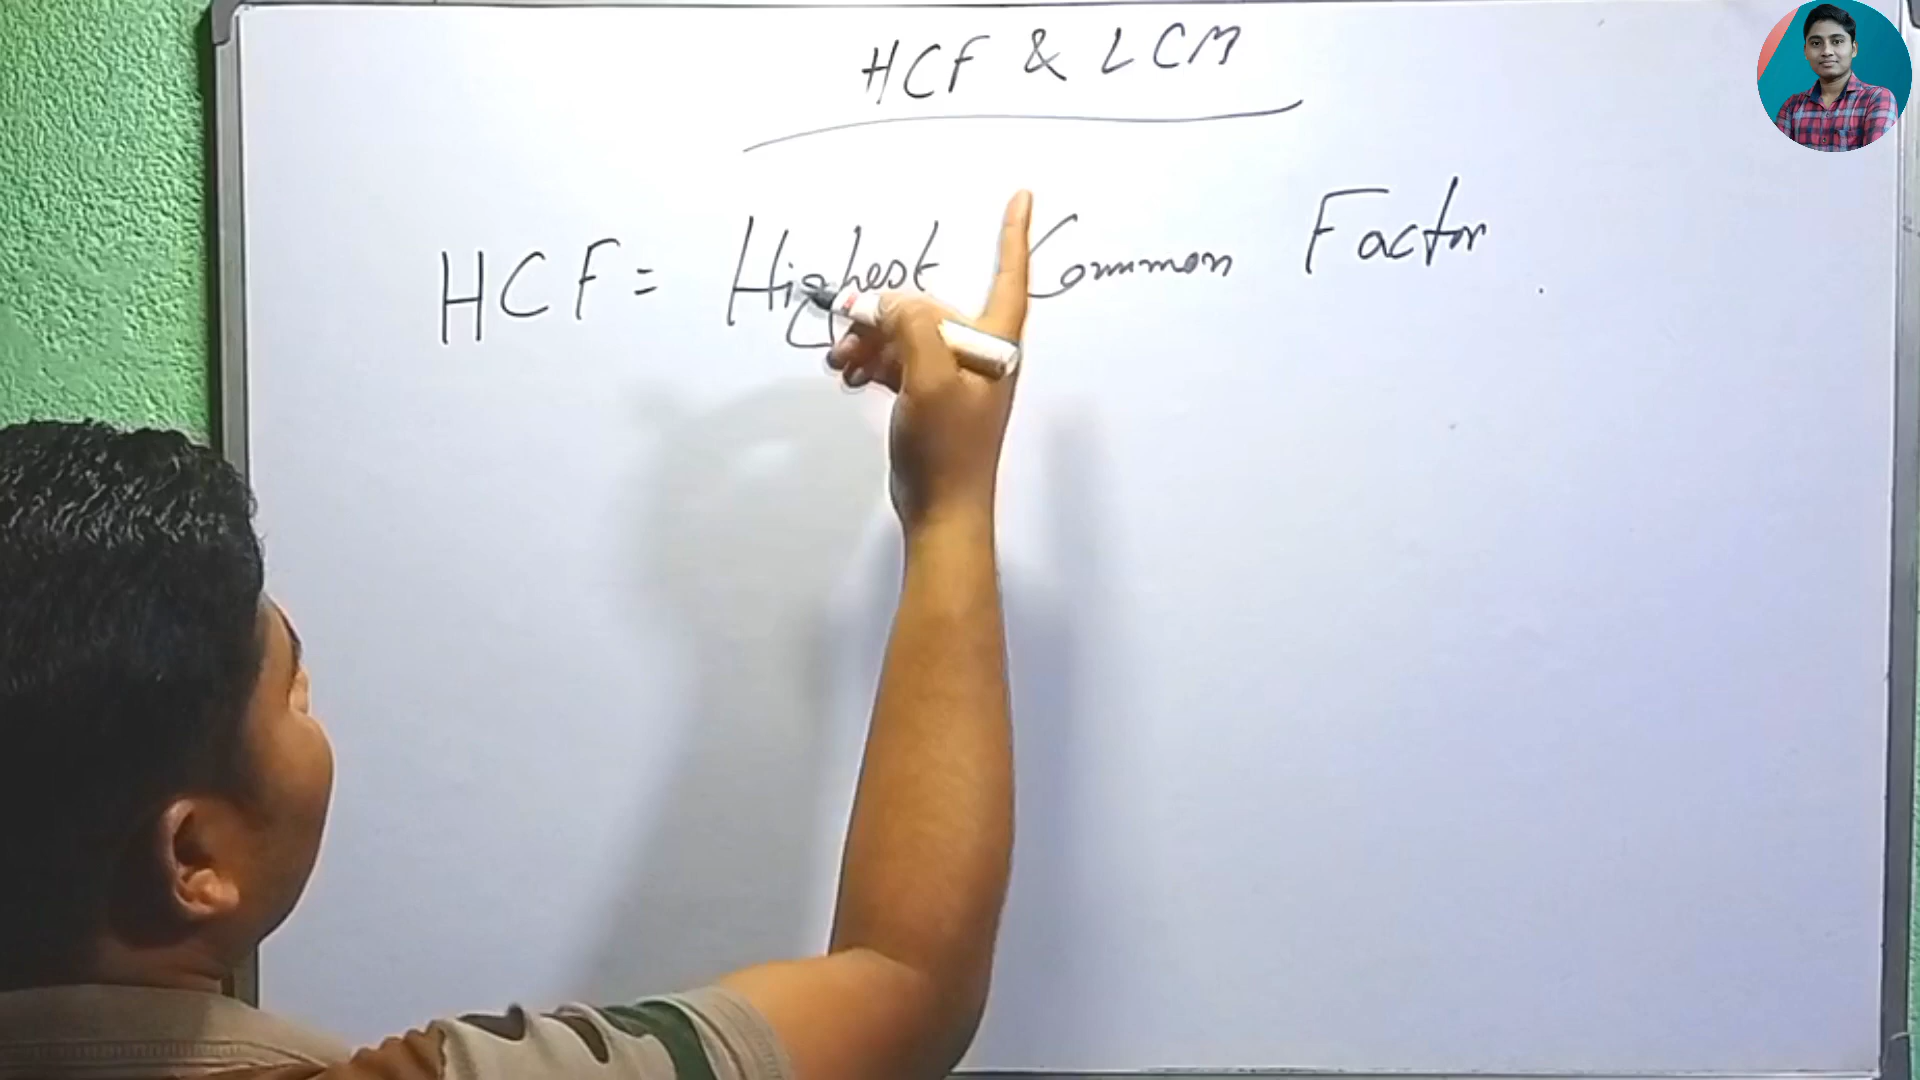 HCF & LCM
HCF = Highest Common Factor